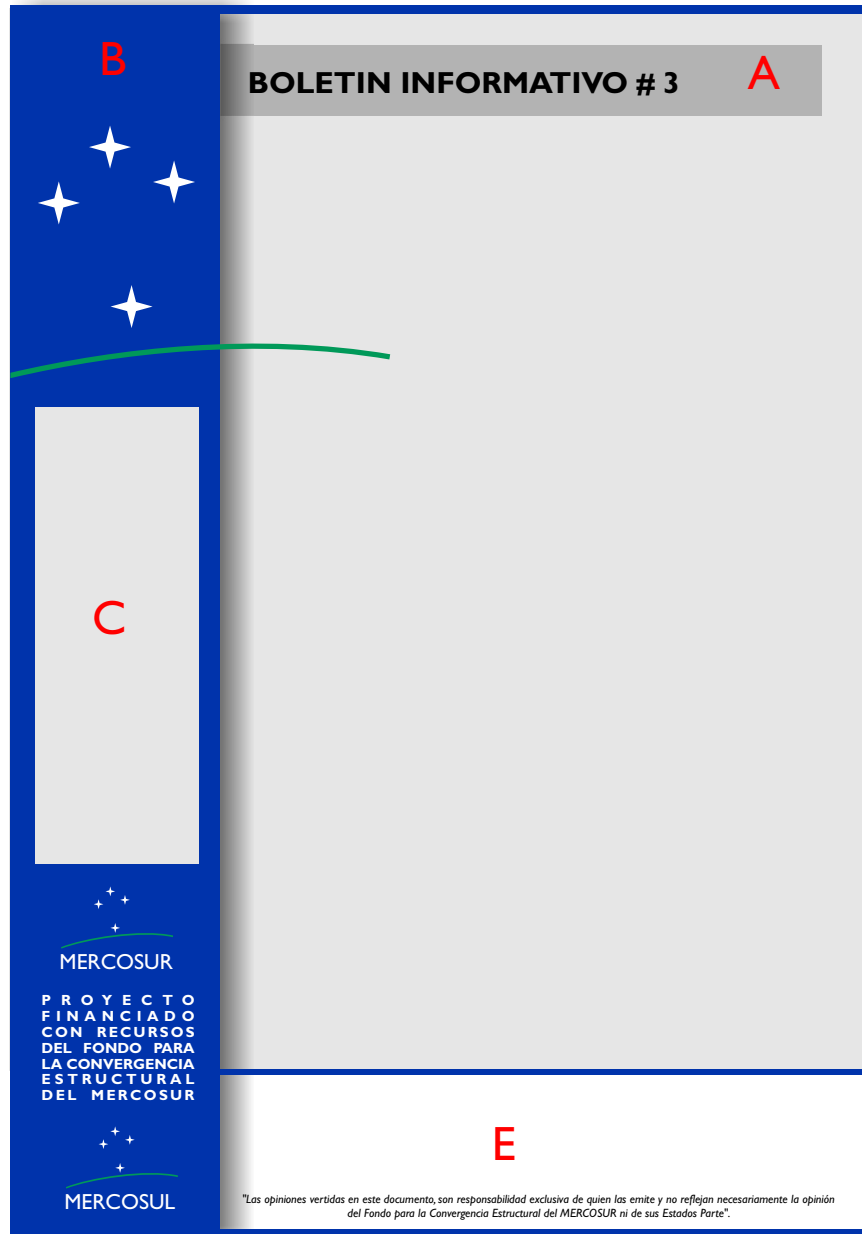 B
BOLETIN INFORMATIVO # 3
A
C
MERCOSUR
PROYECTO
FINANCIADO
CON RECURSOS
DEL FONDO PARA
LA CONVERGENCIA
ESTRUCTURAL
DEL MERCOSUR
MERCOSUL
E
"Las opiniones vertidas en este documento, son responsabilidad exclusiva de quien las emite y no reflejan necesariamente la opinión
del Fondo para la Convergencia Estructural del MERCOSUR ni de sus Estados Parte".